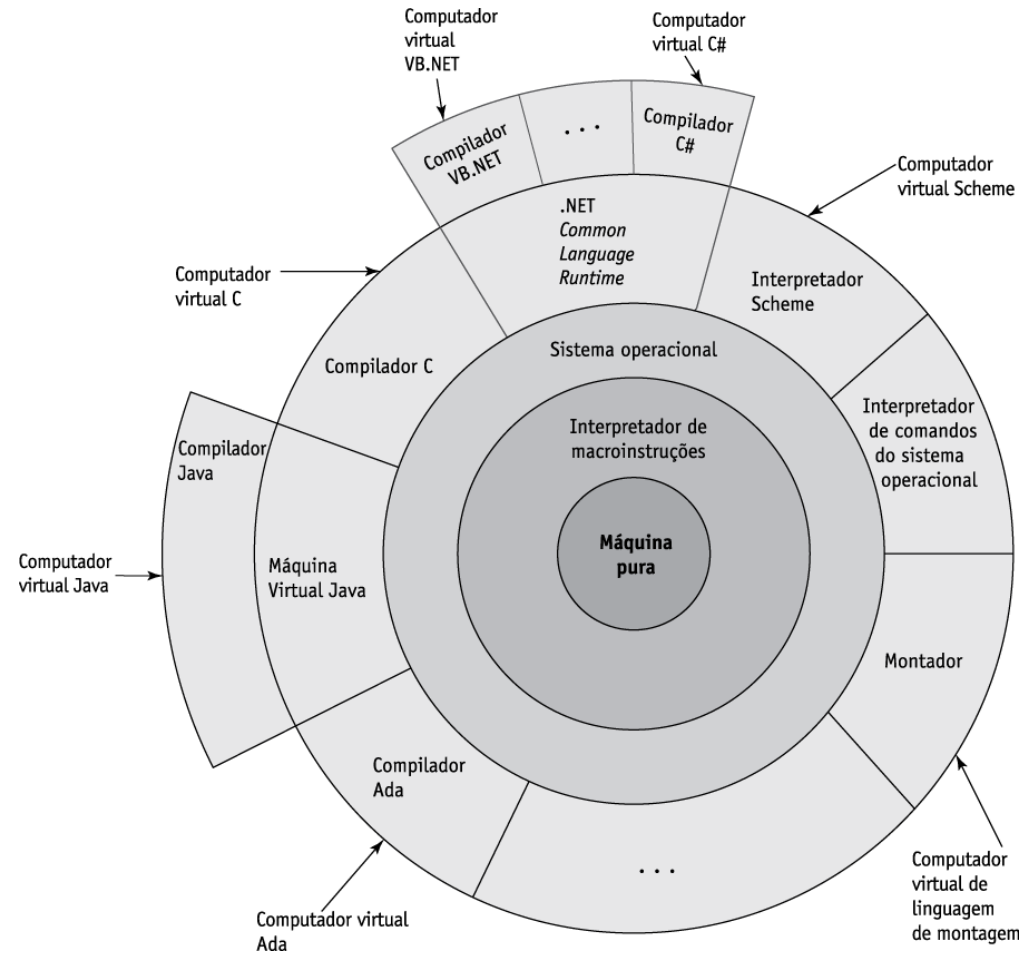 Computador
virtual
VB.NET
Computador
virtual C#
Compilador
VB.NET
...
Compilador
C#
Computador
virtual Scheme
.NET
Common
Language
Runtime
Computador
virtual C
Interpretador
Scheme
Sistema operacional
Compilador C
Interpretador
de comandos
do sistema
operacional
Interpretador de
macroinstruções
Compilador
Java
Máquina
pura
Computador
virtual Java
Máquina
Virtual Java
Montador
Compilador
Ada
...
Computador
virtual de
linguagem
de montagem
Computador virtual
Ada